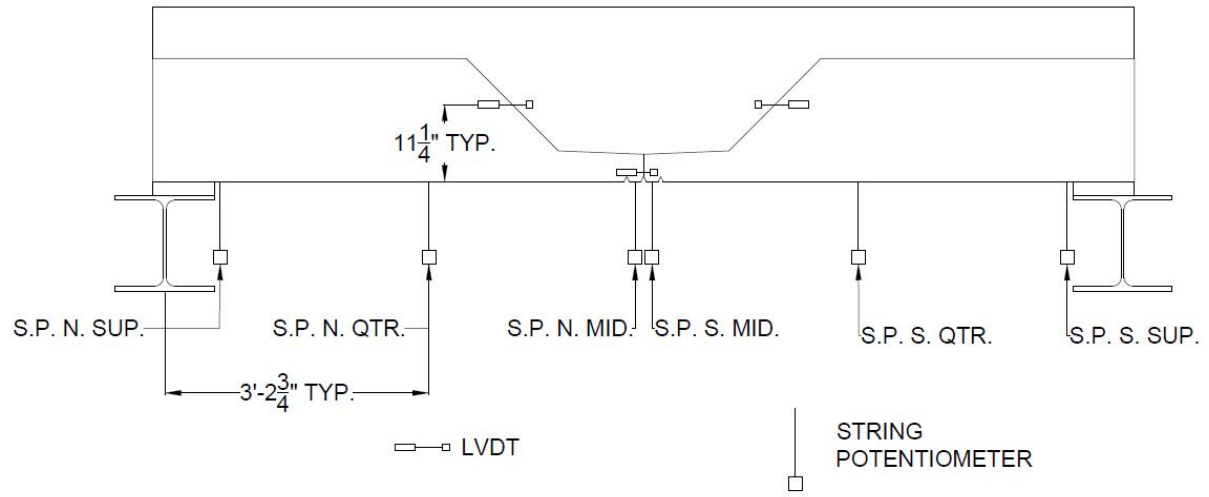 11 1/4" TYP.
S.P. N. SUP.
S.P. N. QTR.
S.P. N. MID.
S.P. S. MID.
S.P. S. QTR.
S.P. S. SUP.
3'-2 3/4" TYP.
LVDT
STRING
POTENTIOMETER